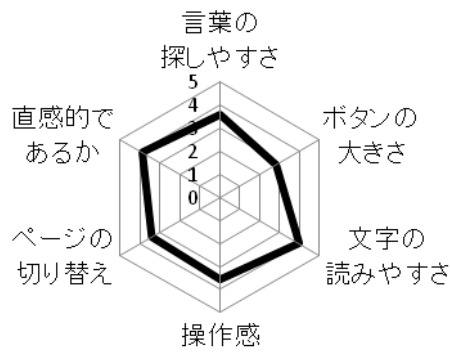 言葉の
探しやすさ
5
4
3
2
1
0
ボタンの
大きさ
文字の
読みやすさ
操作感
ページの
切り替え
直感的で
あるか